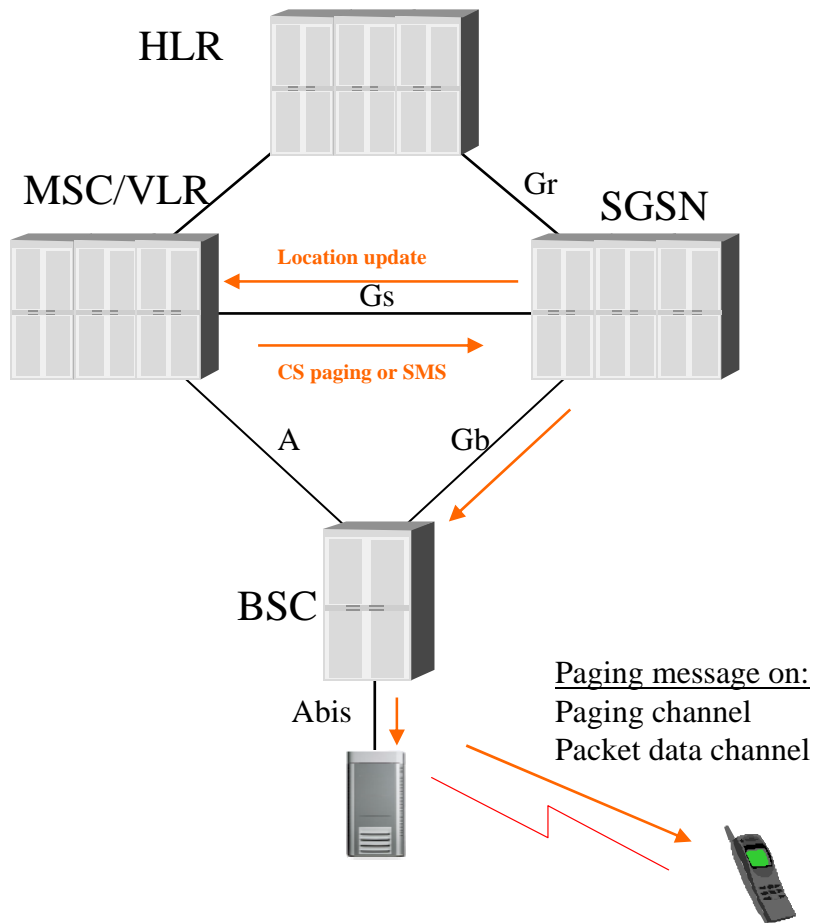 HLR
MSC/VLR
Gr
SGSN
Location update
Gs
CS paging or SMS
A
Gb
BSC
Paging message on:
Abis
Paging channel
Packet data channel